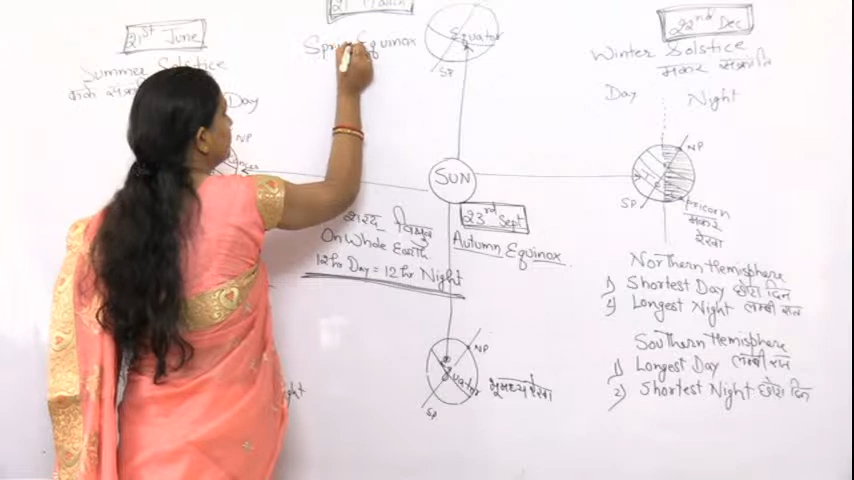 21st June
Summer Solstice
कर्क संक्रांति
Day
NP
21st March
Spring Equinox
Equator
SP
22nd Dec
Winter Solstice
मकर संक्रांति
Day Night
NP
SP
pricorn
मकर
रेखा
SUN
23rd Sept
Autumn Equinox
शरद विषुव
On Whole Earth
12 hr Day = 12 hr Night
NP
Equator
SP
भूमध्य रेखा
Northern Hemisphere
1) Shortest Day छोटा दिन
2) Longest Night लम्बी रात
Southern Hemisphere
1) Longest Day लम्बी रात
2) Shortest Night छोटा दिन